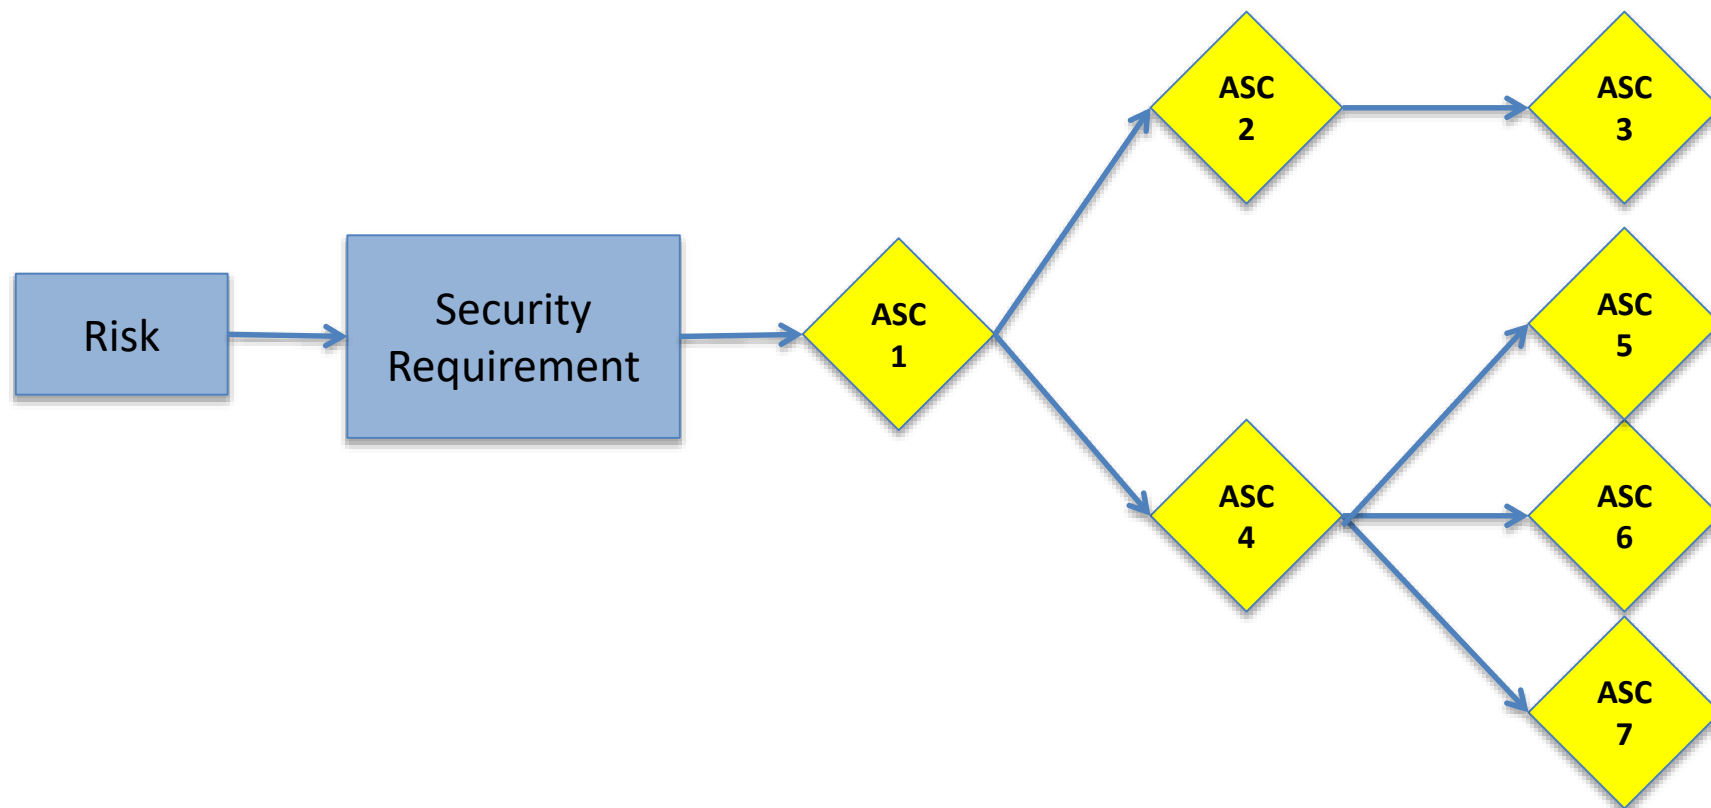 Risk
Security
Requirement
ASC
1
ASC
2
ASC
3
ASC
4
ASC
5
ASC
6
ASC
7